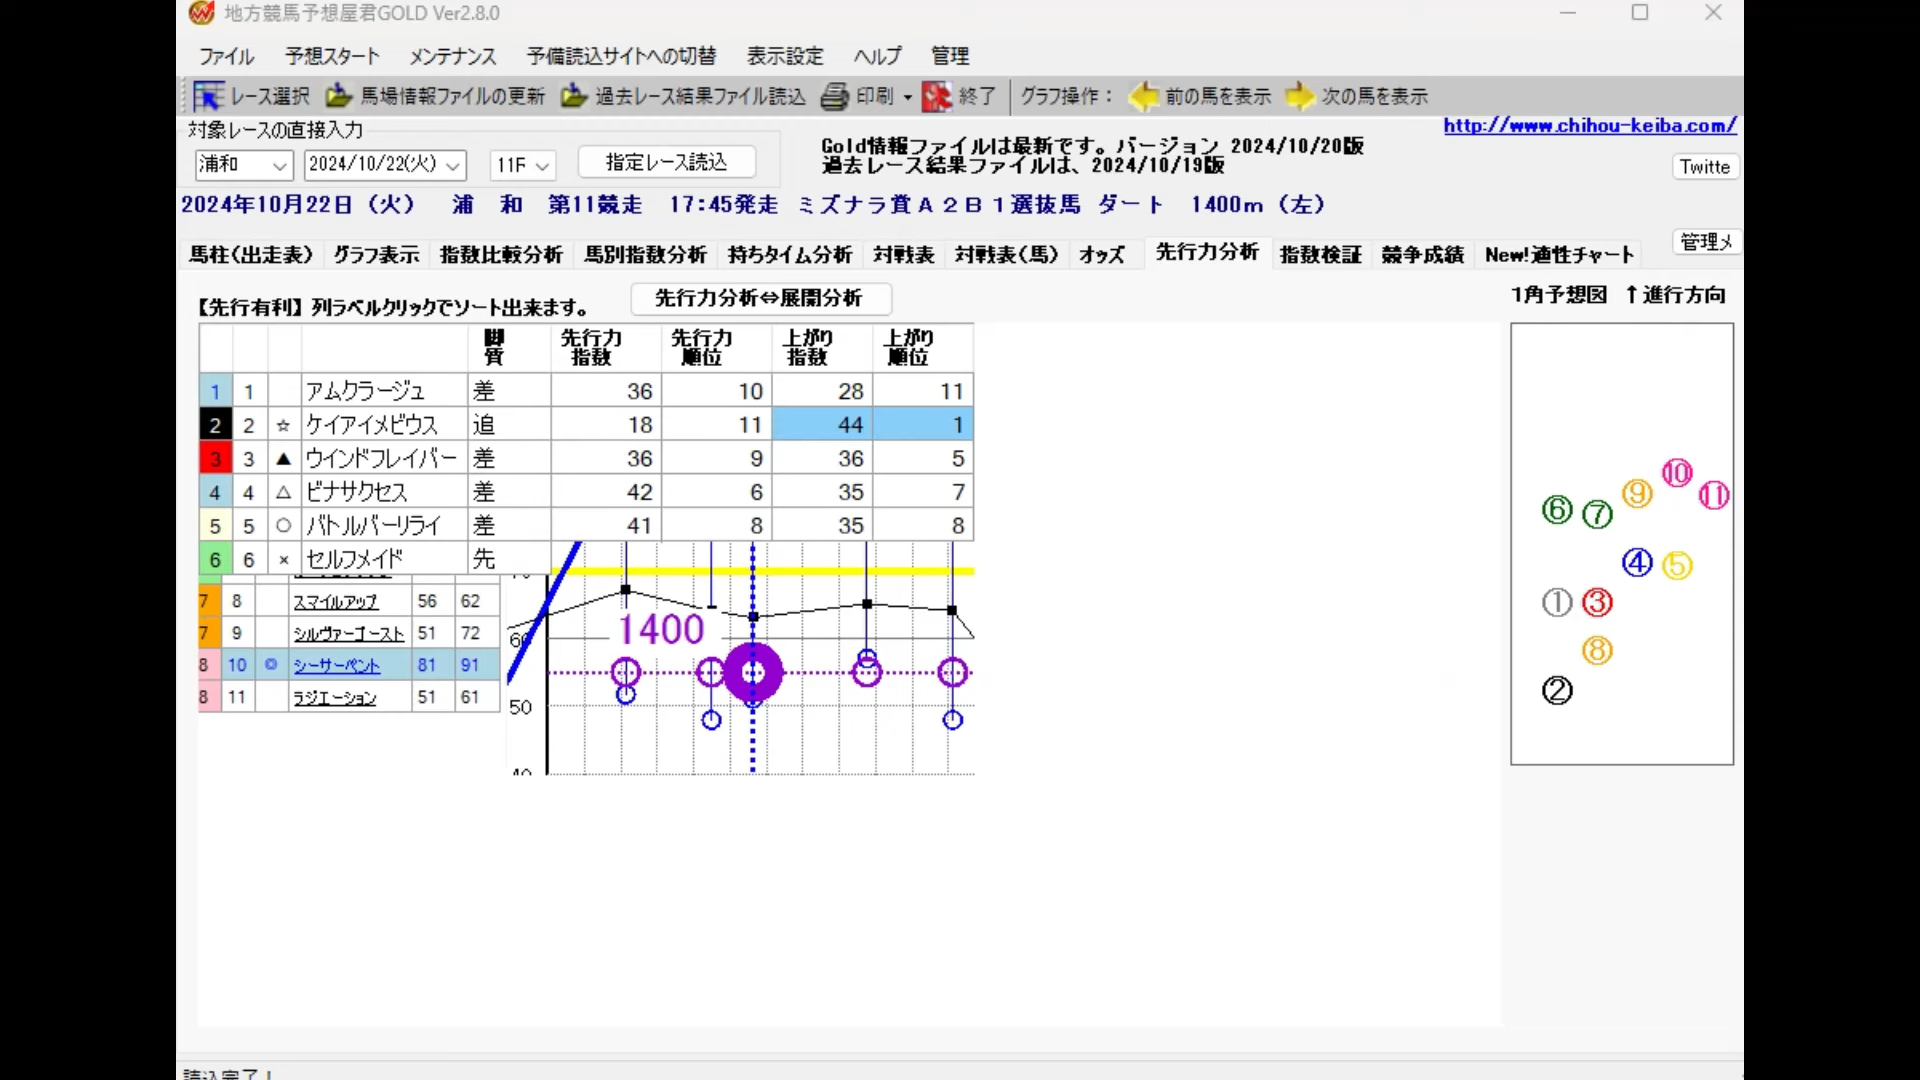 地方競馬予想屋君GOLD Ver2.8.0
ファイル 予想スタート メンテナンス 予備読込サイトへの切替 表示設定 ヘルプ 管理
レース選択 馬場情報ファイルの更新 過去レース結果ファイル読込 印刷 終了 グラフ操作： 前の馬を表示 次の馬を表示
対象レースの直接入力
http://www.chihou-keiba.com/
浦和 2024/10/22(火) 11F 指定レース読込
Gold情報ファイルは最新です。バージョン 2024/10/20版
過去レース結果ファイルは、2024/10/19版
Twitte
2024年10月22日（火） 浦 和 第11競走 17:45発走 ミズナラ賞Ａ２Ｂ１選抜馬 ダート 1400m（左）
管理メ
馬柱(出走表) グラフ表示 指数比較分析 馬別指数分析 持ちタイム分析 対戦表 対戦表(馬) オッズ 先行力分析 指数検証 競争成績 New!適性チャート
【先行有利】列ラベルクリックでソート出来ます。 先行力分析⇔展開分析
1角予想図 ↑進行方向
脚質 先行力指数 先行力順位 上がり指数 上がり順位
1 1 アムクラージュ 差 36 10 28 11
2 2 ☆ ケイアイメビウス 追 18 11 44 1
3 3 ▲ ウインドフレイバー 差 36 9 36 5
4 4 △ ビナサクセス 差 42 6 35 7
5 5 ○ バトルバーリライ 差 41 8 35 8
6 6 × セルフメイド 先
7 8 スマイルアップ 56 62
7 9 シルヴァーゴースト 51 72
8 10 ◎ シーサーペント 81 91
8 11 ラジエーション 51 61
60
1400
50
40
⑩
⑨ ⑪
⑥ ⑦
④ ⑤
① ③
⑧
②
読込完了！